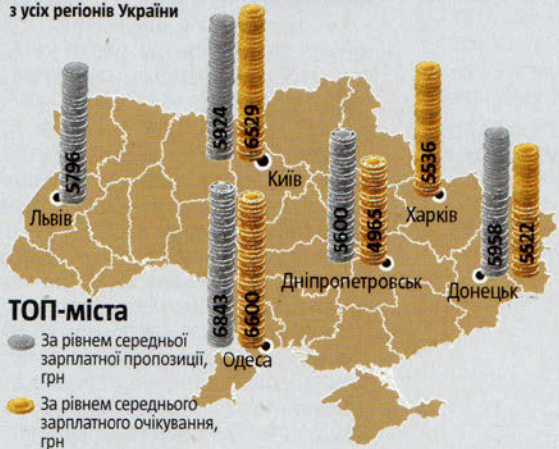 з усіх регіонів України
5924
6529
5796
5536
Київ
5600
4965
Харків
Львів
5958
5522
6843
6600
Дніпропетровськ
Донецьк
ТОП-міста
За рівнем середньої
зарплатної пропозиції,
грн
Одеса
За рівнем середнього
зарплатного очікування,
грн